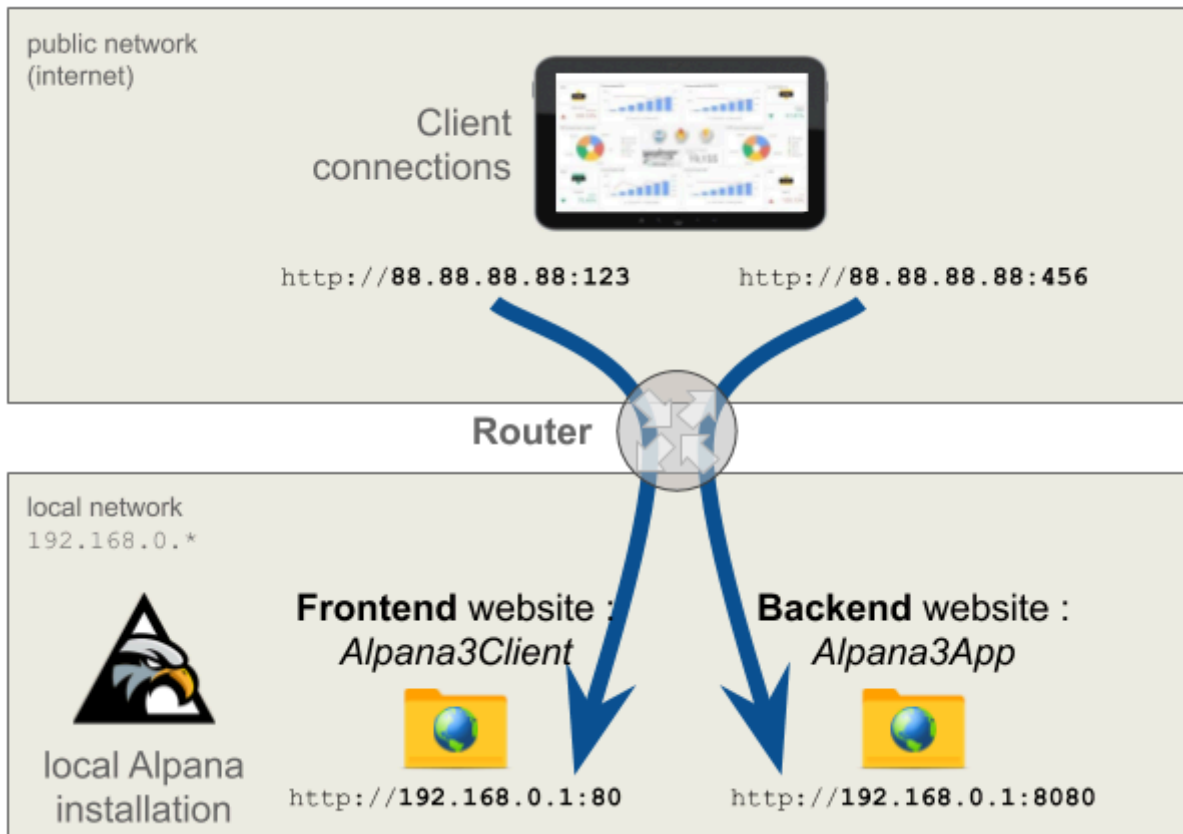 public network
(internet)
Client
connections
http://88.88.88.88:123
http://88.88.88.88:456
Router
local network
192.168.0.*
Frontend website :
Alpana3Client
Backend website :
Alpana3App
local Alpana
installation
http://192.168.0.1:80
http://192.168.0.1:8080